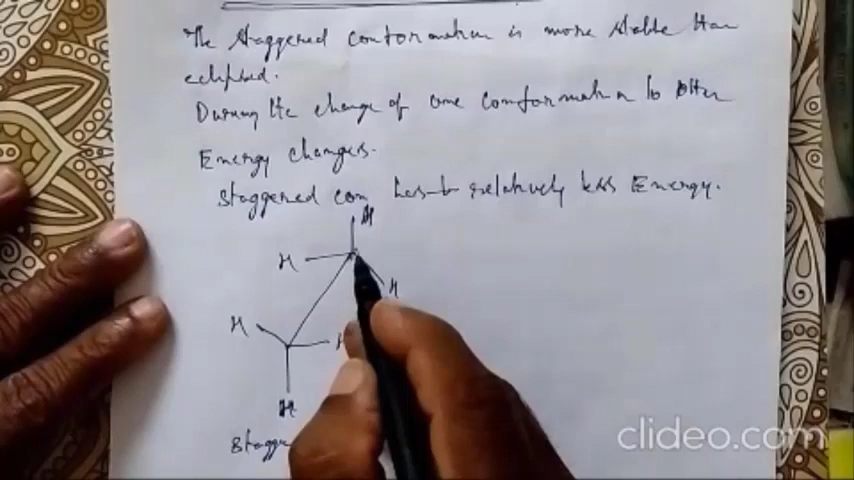 The staggered conformation is more stable than
eclipsed.
During the change of one conformation to other
Energy changes.
Staggered con has relatively less Energy.
H
H
H
H
H
H
Stagge
clideo.com